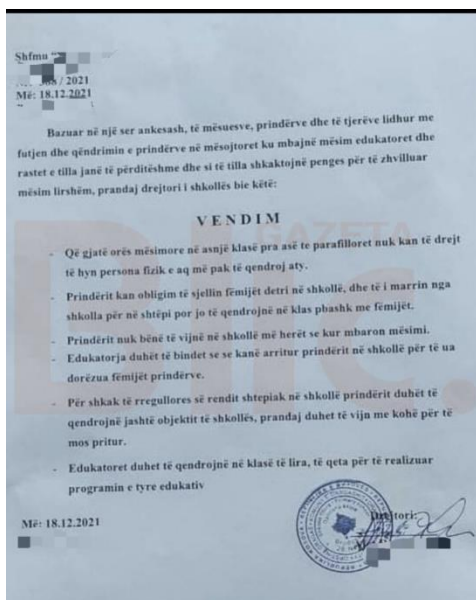 Shfmu
/ 2021
Më: 18.12.2021
Bazuar në një ser ankesash, të mësuesve, prindërve dhe të tjerëve lidhur me
futjen dhe qëndrimin e prindërve në mësojtoret ku mbajnë mësim edukatoret dhe
rastet e tilla janë të përditëshme dhe si të tilla shkaktojnë penges për të zhvilluar
mësim lirshëm, prandaj drejtori i shkollës bie këtë:
VENDIM
- Që gjatë orës mësimore në asnjë klasë pra asë te parafilloret nuk kan të drejt
të hyn persona fizik e aq më pak të qendroj aty.
- Prindërit kan obligim të sjellin fëmijët detri në shkollë, dhe të i marrin nga
shkolla për në shtëpi por jo të qendrojnë në klas pbashk me fëmijët.
- Prindërit nuk bënë të vijnë në shkollë më herët se kur mbaron mësimi.
- Edukatorja duhët të bindet se se kanë arritur prindërit në shkollë për të ua
dorëzua fëmijët prindërve.
- Për shkak të rregullores së rendit shtepiak në shkollë prindërit duhët të
qendrojnë jashtë objektit të shkollës, prandaj duhet të vijn me kohë për të
mos pritur.
- Edukatoret duhet të qendrojnë në klasë të lira, të qeta për të realizuar
programin e tyre edukativ
Më: 18.12.2021
Drejtori:
GAZETA
Blic